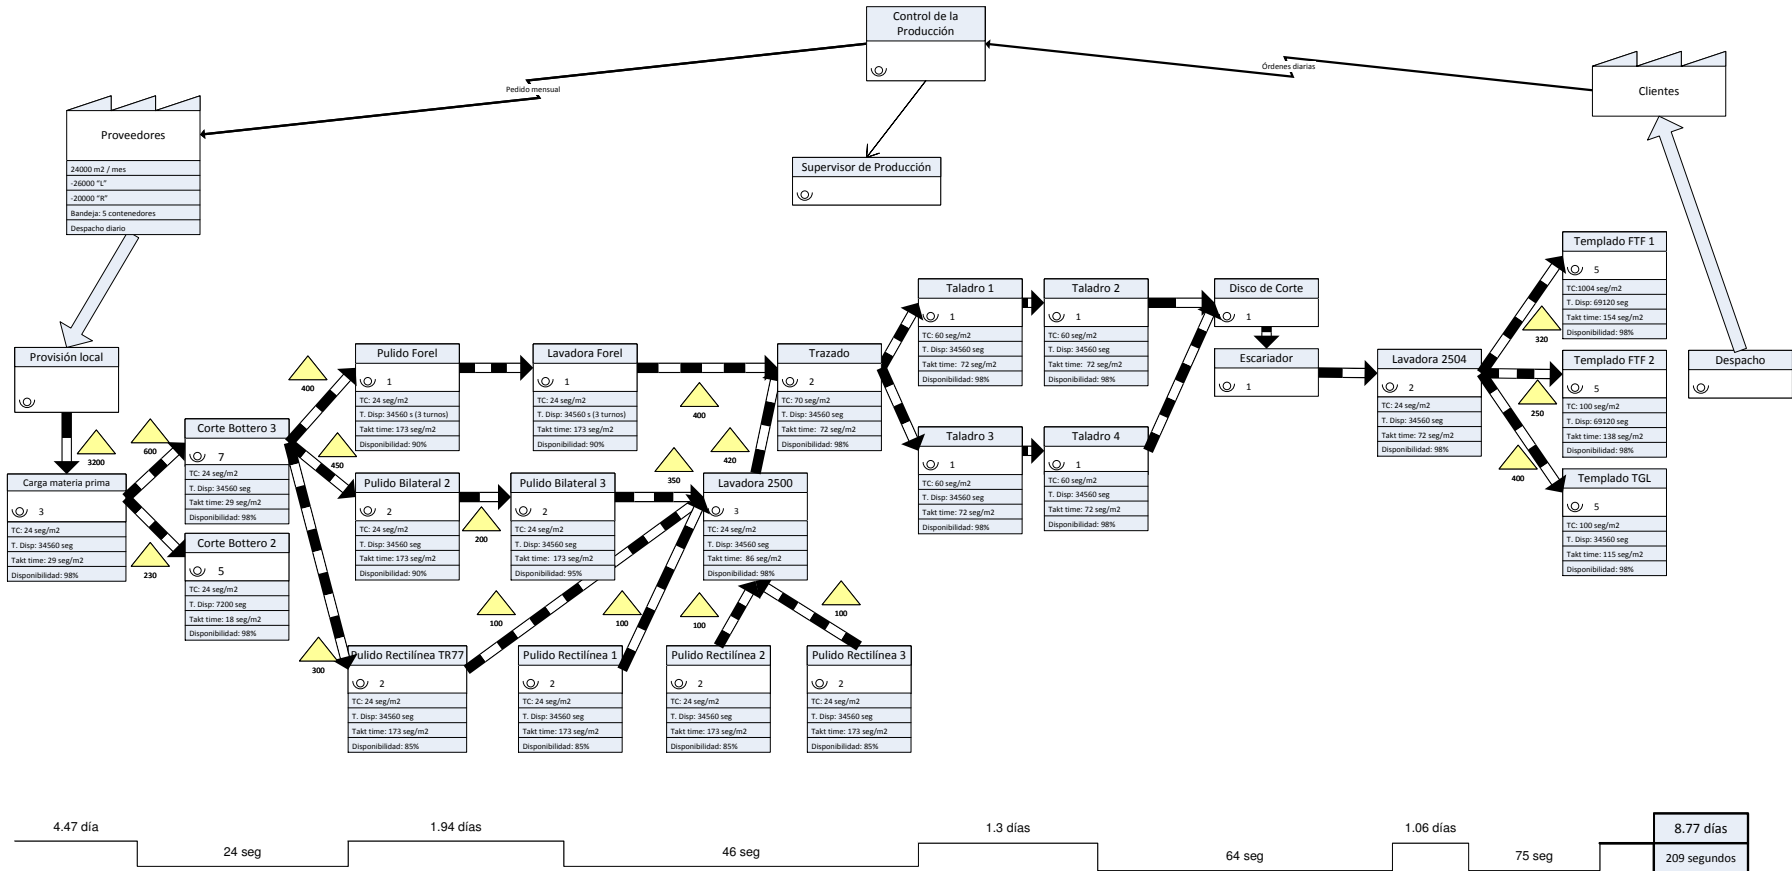 Control de la
Producción
Pedido mensual
Órdenes diarias
Clientes
Proveedores
24000 m2 / mes
-26000 "L"
-20000 "R"
Bandeja: 5 contenedores
Despacho diario
Supervisor de Producción
Provisión local
3200
Carga materia prima
3
TC: 24 seg/m2
T. Disp: 34560 seg
Takt time: 29 seg/m2
Disponibilidad: 98%
600
230
Corte Bottero 3
7
TC: 24 seg/m2
T. Disp: 34560 seg
Takt time: 29 seg/m2
Disponibilidad: 98%
Corte Bottero 2
5
TC: 24 seg/m2
T. Disp: 7200 seg
Takt time: 18 seg/m2
Disponibilidad: 98%
400
450
300
Pulido Forel
1
TC: 24 seg/m2
T. Disp: 34560 s (3 turnos)
Takt time: 173 seg/m2
Disponibilidad: 90%
Lavadora Forel
1
TC: 24 seg/m2
T. Disp: 34560 s (3 turnos)
Takt time: 173 seg/m2
Disponibilidad: 90%
400
Pulido Bilateral 2
2
TC: 24 seg/m2
T. Disp: 34560 seg
Takt time: 173 seg/m2
Disponibilidad: 90%
200
Pulido Bilateral 3
2
TC: 24 seg/m2
T. Disp: 34560 seg
Takt time: 173 seg/m2
Disponibilidad: 95%
350
420
Lavadora 2500
3
TC: 24 seg/m2
T. Disp: 34560 seg
Takt time: 86 seg/m2
Disponibilidad: 98%
100
100
100
100
Pulido Rectilínea TR77
2
TC: 24 seg/m2
T. Disp: 34560 seg
Takt time: 173 seg/m2
Disponibilidad: 85%
Pulido Rectilínea 1
2
TC: 24 seg/m2
T. Disp: 34560 seg
Takt time: 173 seg/m2
Disponibilidad: 85%
Pulido Rectilínea 2
2
TC: 24 seg/m2
T. Disp: 34560 seg
Takt time: 173 seg/m2
Disponibilidad: 85%
Pulido Rectilínea 3
2
TC: 24 seg/m2
T. Disp: 34560 seg
Takt time: 173 seg/m2
Disponibilidad: 85%
Trazado
2
TC: 70 seg/m2
T. Disp: 34560 seg
Takt time: 72 seg/m2
Disponibilidad: 98%
Taladro 1
1
TC: 60 seg/m2
T. Disp: 34560 seg
Takt time: 72 seg/m2
Disponibilidad: 98%
Taladro 2
1
TC: 60 seg/m2
T. Disp: 34560 seg
Takt time: 72 seg/m2
Disponibilidad: 98%
Taladro 3
1
TC: 60 seg/m2
T. Disp: 34560 seg
Takt time: 72 seg/m2
Disponibilidad: 98%
Taladro 4
1
TC: 60 seg/m2
T. Disp: 34560 seg
Takt time: 72 seg/m2
Disponibilidad: 98%
Disco de Corte
1
Escariador
1
Lavadora 2504
2
TC: 24 seg/m2
T. Disp: 34560 seg
Takt time: 72 seg/m2
Disponibilidad: 98%
320
250
400
Templado FTF 1
5
TC:1004 seg/m2
T. Disp: 69120 seg
Takt time: 154 seg/m2
Disponibilidad: 98%
Templado FTF 2
5
TC: 100 seg/m2
T. Disp: 69120 seg
Takt time: 138 seg/m2
Disponibilidad: 98%
Templado TGL
5
TC: 100 seg/m2
T. Disp: 34560 seg
Takt time: 115 seg/m2
Disponibilidad: 98%
Despacho
4.47 día
24 seg
1.94 días
46 seg
1.3 días
64 seg
1.06 días
75 seg
8.77 días
209 segundos